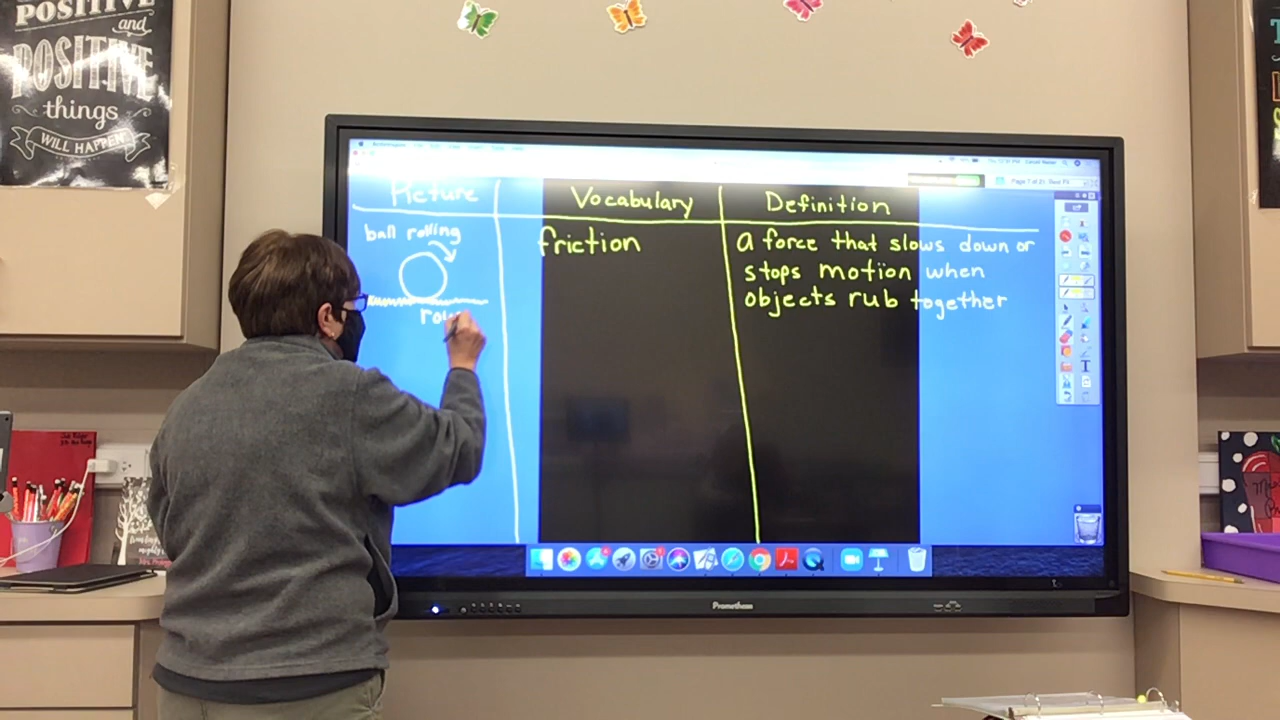 POSITIVE
and
POSITIVE
things
WILL HAPPEN
Picture
Vocabulary
Definition
ball rolling
friction
a force that slows down or
stops motion when
objects rub together
Promethean